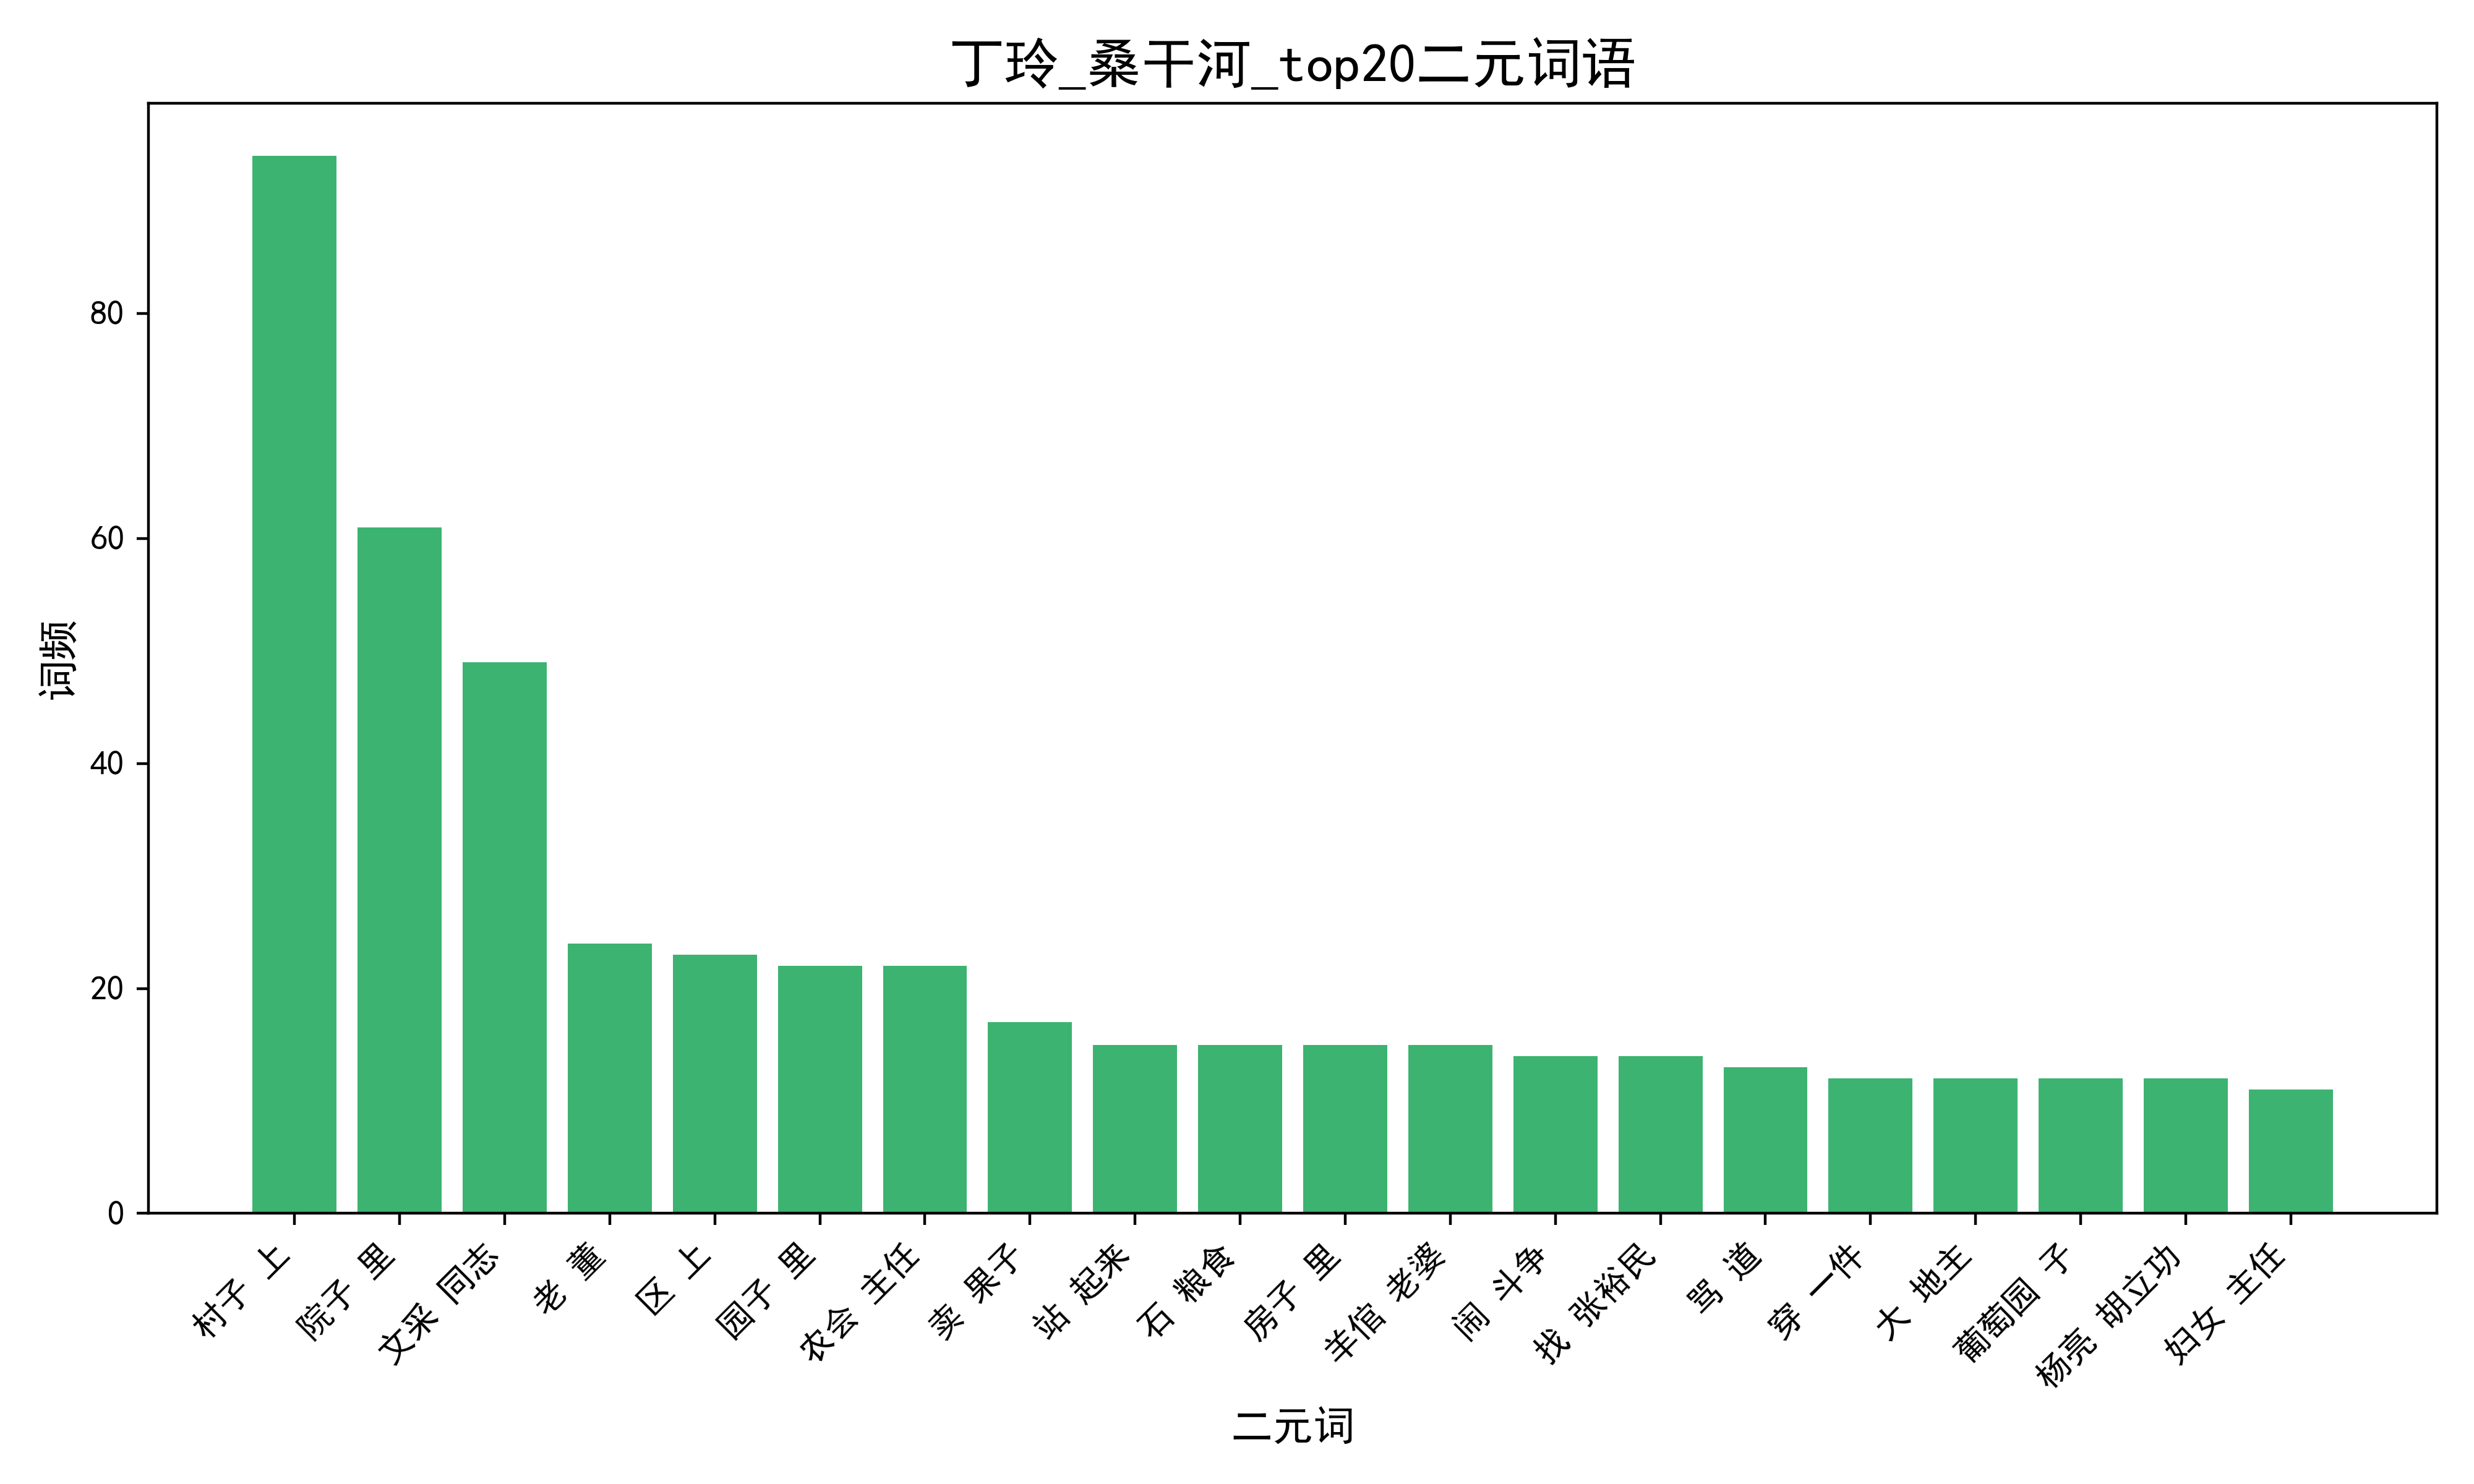 丁玲_桑干河_top20二元词语
词频
80
60
40
20
0
村子 上
院子 里
文采 同志
老 董
区 上
园子 里
农会 主任
卖 果子
站 起来
石 粮食
房子 里
羊倌 老婆
闹 斗争
找 张裕民
骂 道
穿 一件
大 地主
葡萄园 子
杨亮 胡立功
妇女 主任
二元词